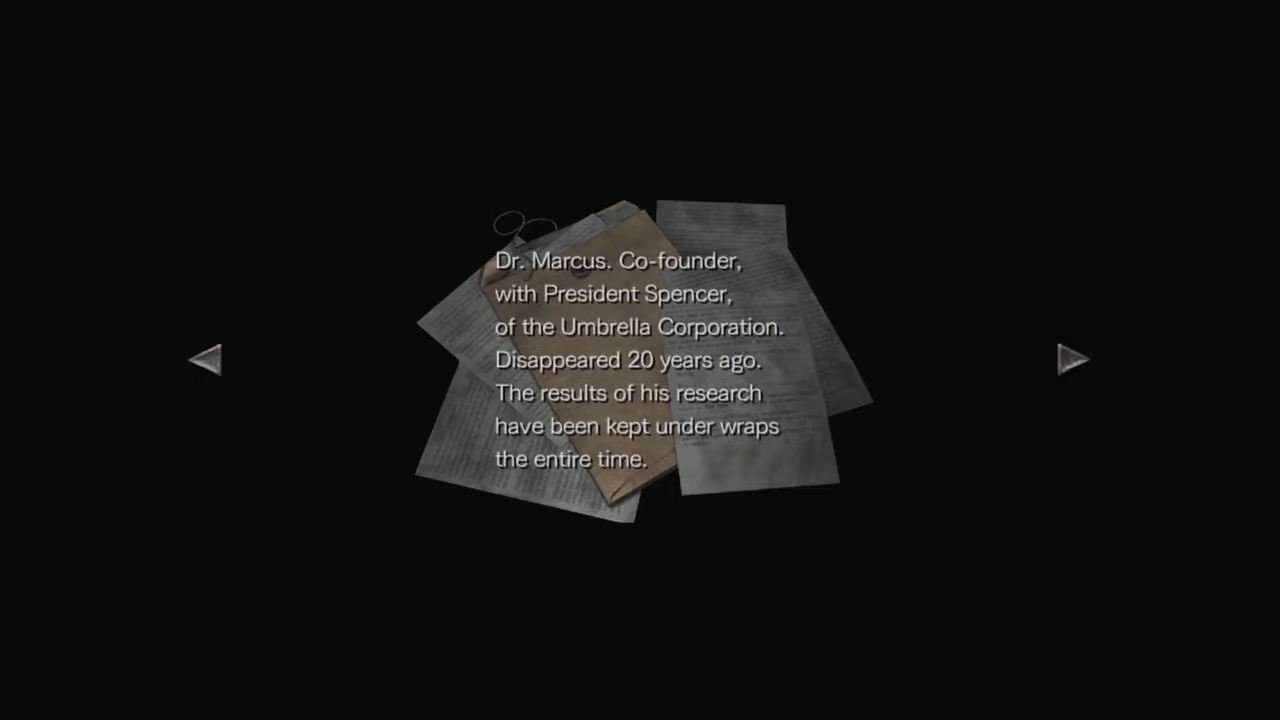 Dr. Marcus. Co-founder,
with President Spencer,
of the Umbrella Corporation.
Disappeared 20 years ago.
The results of his research
have been kept under wraps
the entire time.